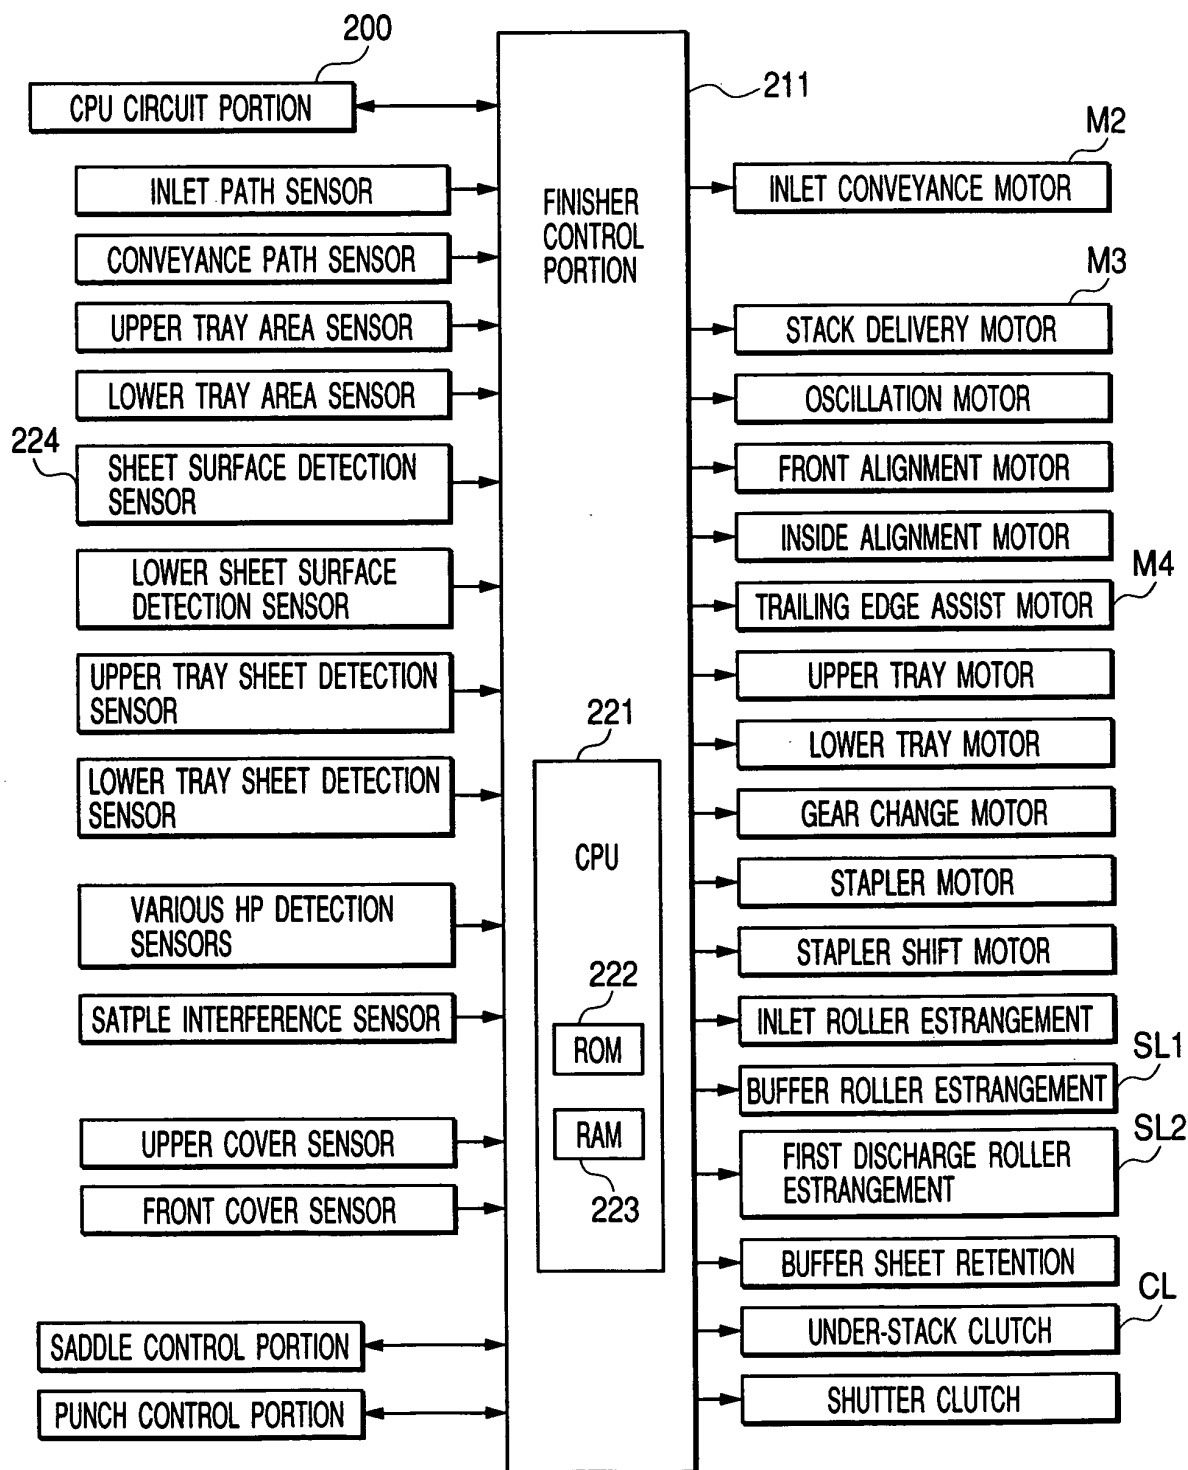 200
CPU CIRCUIT PORTION
INLET PATH SENSOR
CONVEYANCE PATH SENSOR
UPPER TRAY AREA SENSOR
LOWER TRAY AREA SENSOR
224
SHEET SURFACE DETECTION
SENSOR
LOWER SHEET SURFACE
DETECTION SENSOR
UPPER TRAY SHEET DETECTION
SENSOR
LOWER TRAY SHEET DETECTION
SENSOR
VARIOUS HP DETECTION
SENSORS
SATPLE INTERFERENCE SENSOR
UPPER COVER SENSOR
FRONT COVER SENSOR
SADDLE CONTROL PORTION
PUNCH CONTROL PORTION
211
FINISHER
CONTROL
PORTION
221
CPU
222
ROM
RAM
223
M2
INLET CONVEYANCE MOTOR
M3
STACK DELIVERY MOTOR
OSCILLATION MOTOR
FRONT ALIGNMENT MOTOR
INSIDE ALIGNMENT MOTOR
M4
TRAILING EDGE ASSIST MOTOR
UPPER TRAY MOTOR
LOWER TRAY MOTOR
GEAR CHANGE MOTOR
STAPLER MOTOR
STAPLER SHIFT MOTOR
INLET ROLLER ESTRANGEMENT
SL1
BUFFER ROLLER ESTRANGEMENT
SL2
FIRST DISCHARGE ROLLER
ESTRANGEMENT
BUFFER SHEET RETENTION
CL
UNDER-STACK CLUTCH
SHUTTER CLUTCH